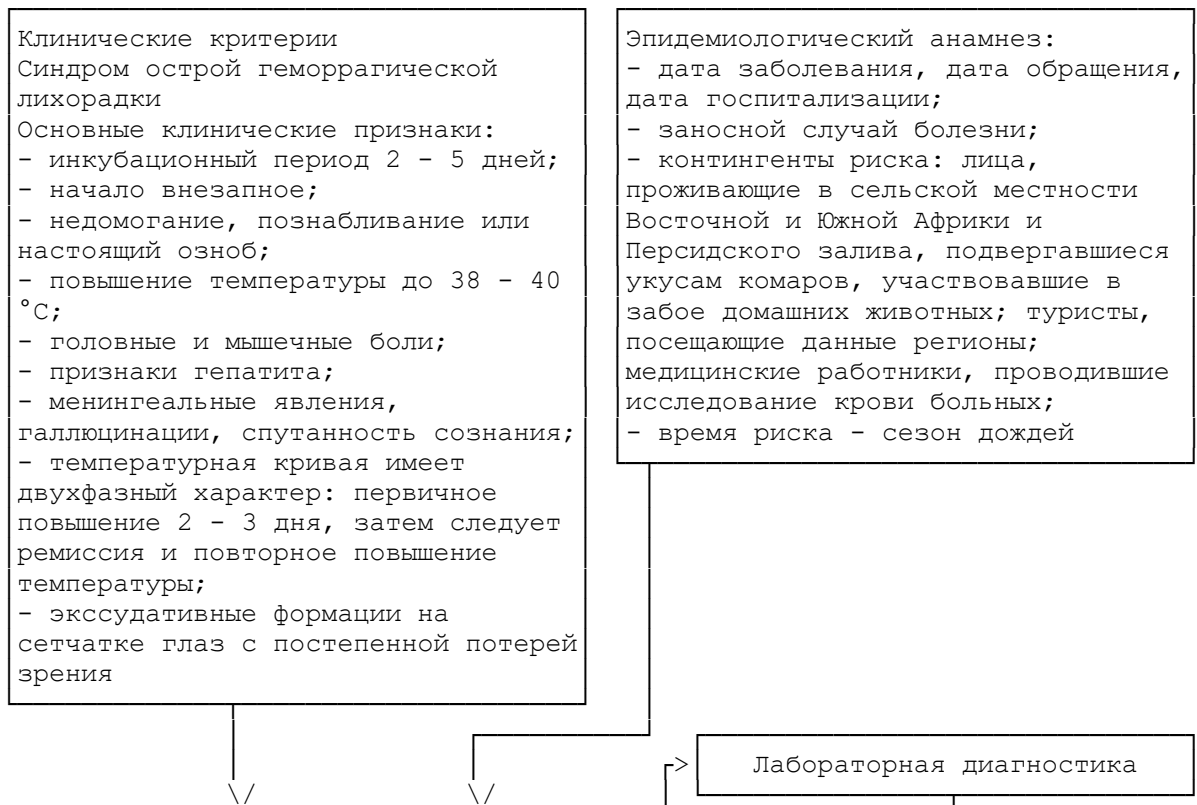 Клинические критерии
Синдром острой геморрагической
лихорадки
Основные клинические признаки:
- инкубационный период 2 - 5 дней;
- начало внезапное;
- недомогание, познабливание или
настоящий озноб;
- повышение температуры до 38 - 40
°C;
- головные и мышечные боли;
- признаки гепатита;
- менингеальные явления,
галлюцинации, спутанность сознания;
- температурная кривая имеет
двухфазный характер: первичное
повышение 2 - 3 дня, затем следует
ремиссия и повторное повышение
температуры;
- экссудативные формации на
сетчатке глаз с постепенной потерей
зрения
Эпидемиологический анамнез:
- дата заболевания, дата обращения,
дата госпитализации;
- заносной случай болезни;
- контингенты риска: лица,
проживающие в сельской местности
Восточной и Южной Африки и
Персидского залива, подвергавшиеся
укусам комаров, участвовавшие в
забое домашних животных; туристы,
посещающие данные регионы;
медицинские работники, проводившие
исследование крови больных;
- время риска - сезон дождей
Лабораторная диагностика